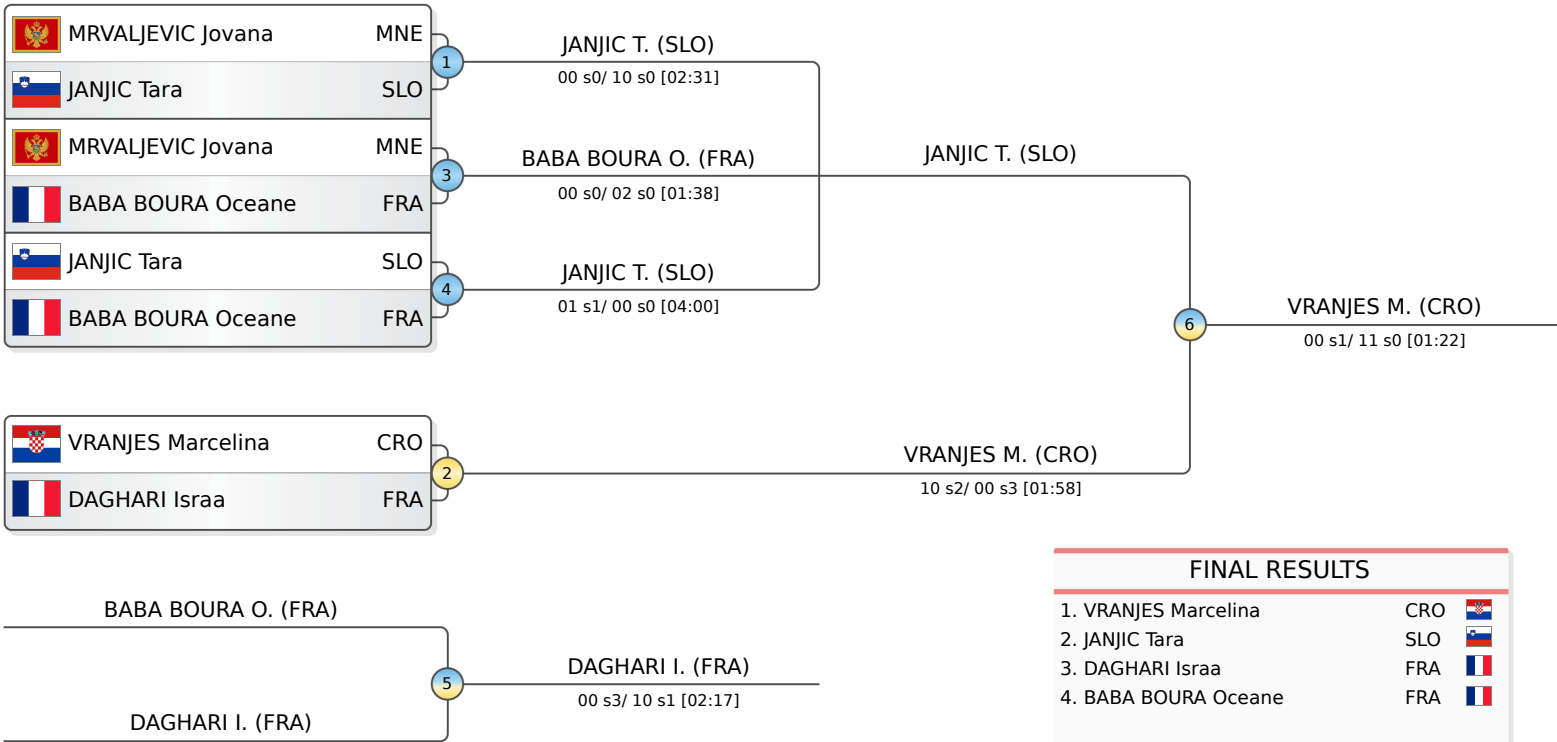 MRVALJEVIC Jovana MNE
JANJIC Tara SLO
1
JANJIC T. (SLO)
00 s0/ 10 s0 [02:31]
MRVALJEVIC Jovana MNE
BABA BOURA Oceane FRA
3
BABA BOURA O. (FRA)
00 s0/ 02 s0 [01:38]
JANJIC Tara SLO
BABA BOURA Oceane FRA
4
JANJIC T. (SLO)
01 s1/ 00 s0 [04:00]
JANJIC T. (SLO)
6
VRANJES M. (CRO)
00 s1/ 11 s0 [01:22]
VRANJES Marcelina CRO
DAGHARI Israa FRA
2
VRANJES M. (CRO)
10 s2/ 00 s3 [01:58]
BABA BOURA O. (FRA)
DAGHARI I. (FRA)
5
DAGHARI I. (FRA)
00 s3/ 10 s1 [02:17]
FINAL RESULTS
1. VRANJES Marcelina CRO
2. JANJIC Tara SLO
3. DAGHARI Israa FRA
4. BABA BOURA Oceane FRA